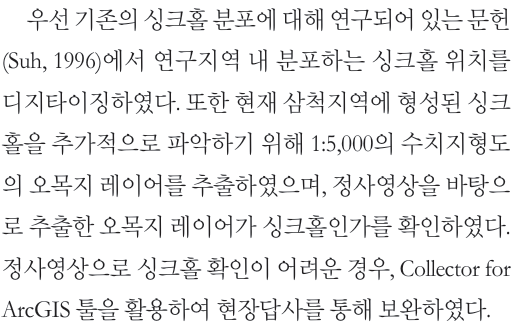 우선 기존의 싱크홀 분포에 대해 연구되어 있는 문헌
(Suh, 1996)에서 연구지역 내 분포하는 싱크홀 위치를
디지타이징하였다. 또한 현재 삼척지역에 형성된 싱크
홀을 추가적으로 파악하기 위해 1:5,000의 수치지형도
의 오목지 레이어를 추출하였으며, 정사영상을 바탕으
로 추출한 오목지 레이어가 싱크홀인가를 확인하였다.
정사영상으로 싱크홀 확인이 어려운 경우, Collector for
ArcGIS 툴을 활용하여 현장답사를 통해 보완하였다.